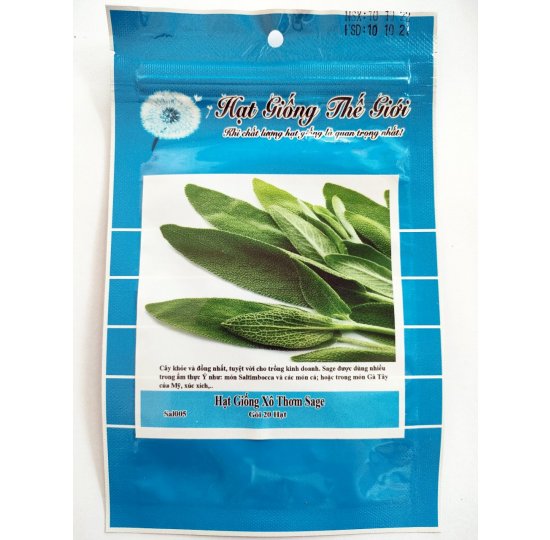 NSX:10 11 22
HSD:10 10 2
Hạt Giống Thế Giới
Khi chất lượng hạt giống là quan trọng nhất!
Cây khỏe và đồng nhất, tuyệt vời cho trồng kinh doanh. Sage được dùng nhiều
trong ẩm thực Ý như: món Saltimbocca và các món cá; hoặc trong món Gà Tây
của Mỹ, xúc xích,..
Hạt Giống Xô Thơm Sage
Sal005
Gói 20 Hạt